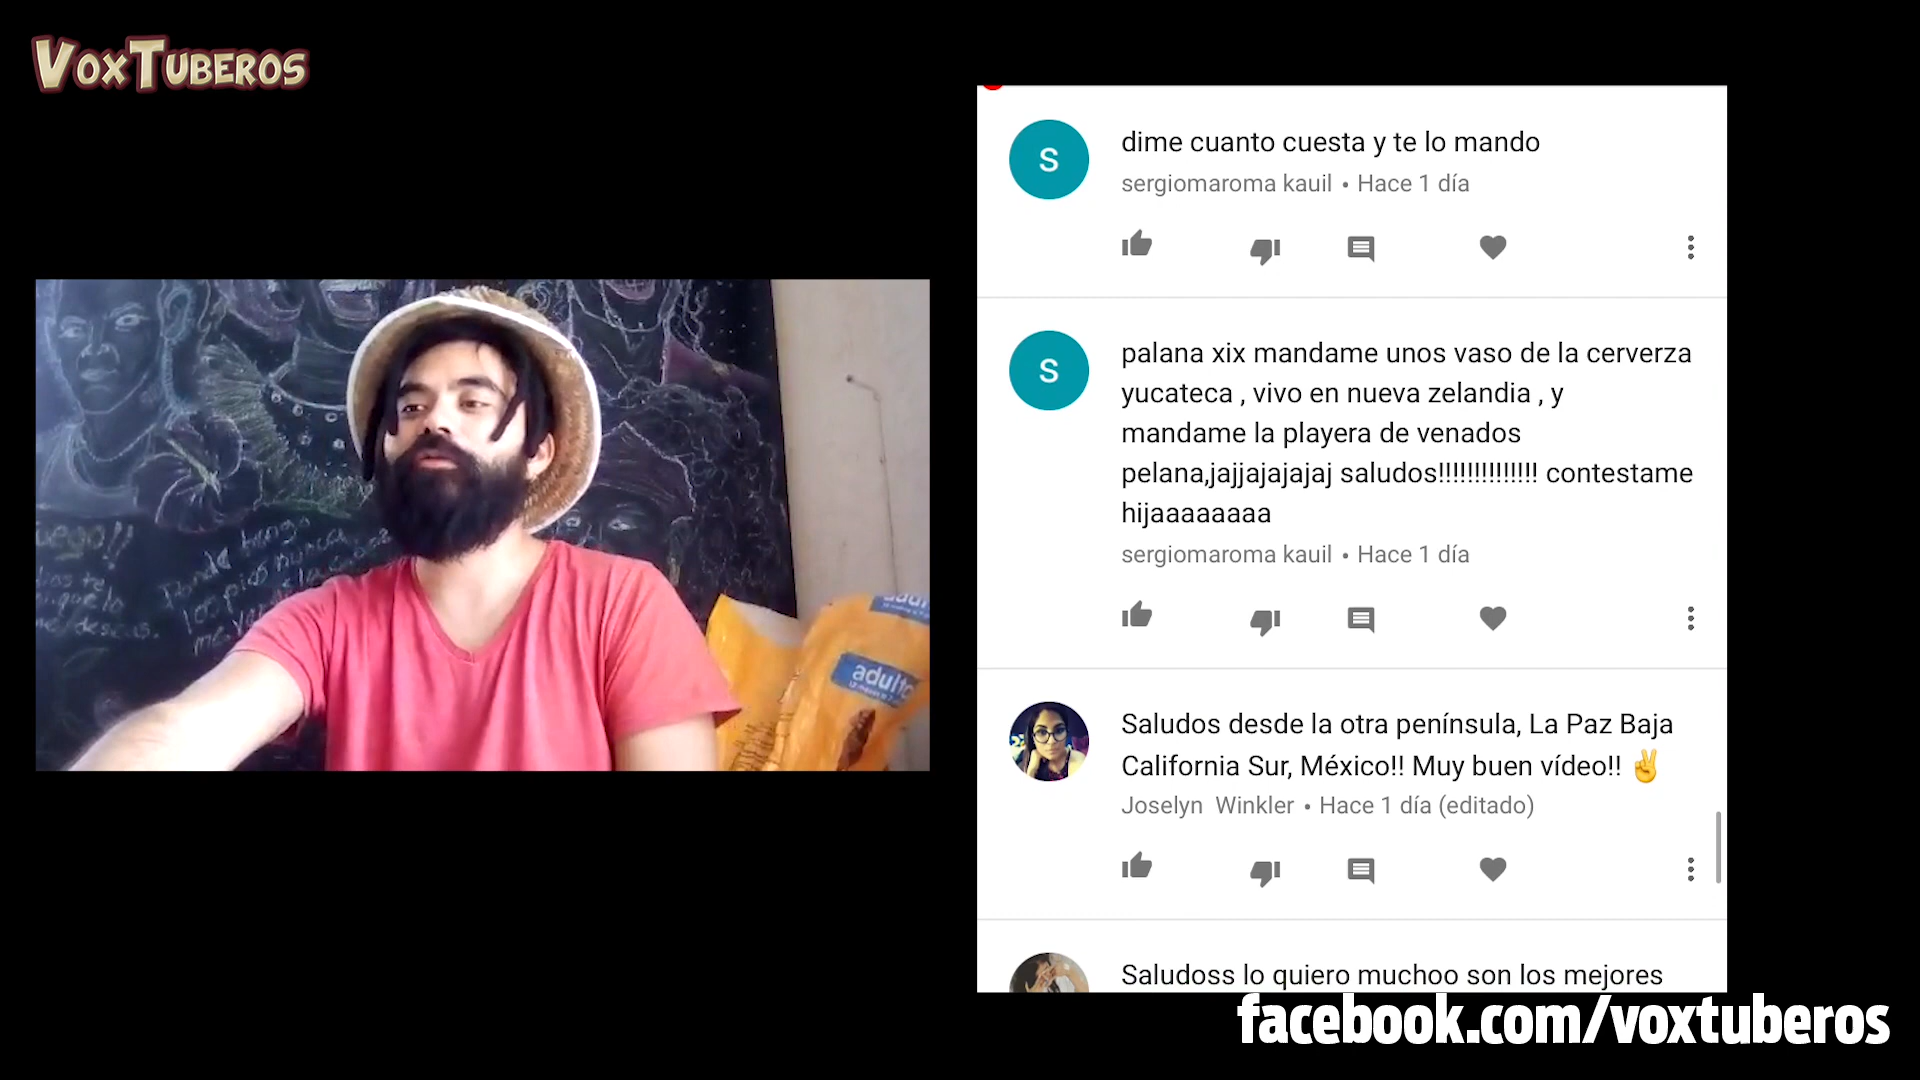 VoxTuberos
dime cuanto cuesta y te lo mando
sergiomaroma kauil • Hace 1 día
S
palana xix mandame unos vaso de la cerverza
yucateca , vivo en nueva zelandia , y
mandame la playera de venados
pelana,jajjajajajaj saludos!!!!!!!!!!!!!! contestame
hijaaaaaaaa
sergiomaroma kauil • Hace 1 día
S
Saludos desde la otra península, La Paz Baja
California Sur, México!! Muy buen vídeo!! ✌
Joselyn Winkler • Hace 1 día (editado)
Saludoss lo quiero muchoo son los mejores
facebook.com/voxtuberos
adulto